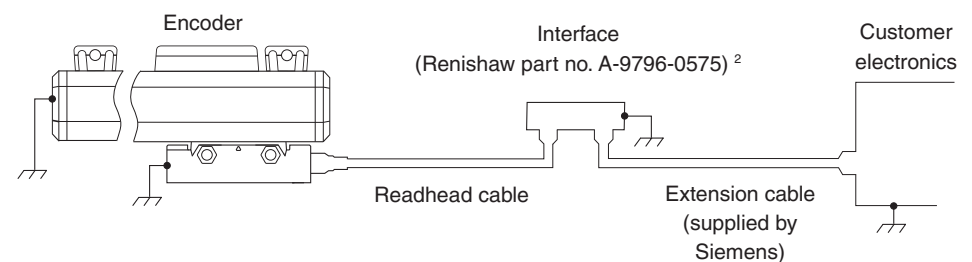 Encoder
Interface
(Renishaw part no. A-9796-0575) 2
Customer
electronics
Readhead cable
Extension cable
(supplied by
Siemens)